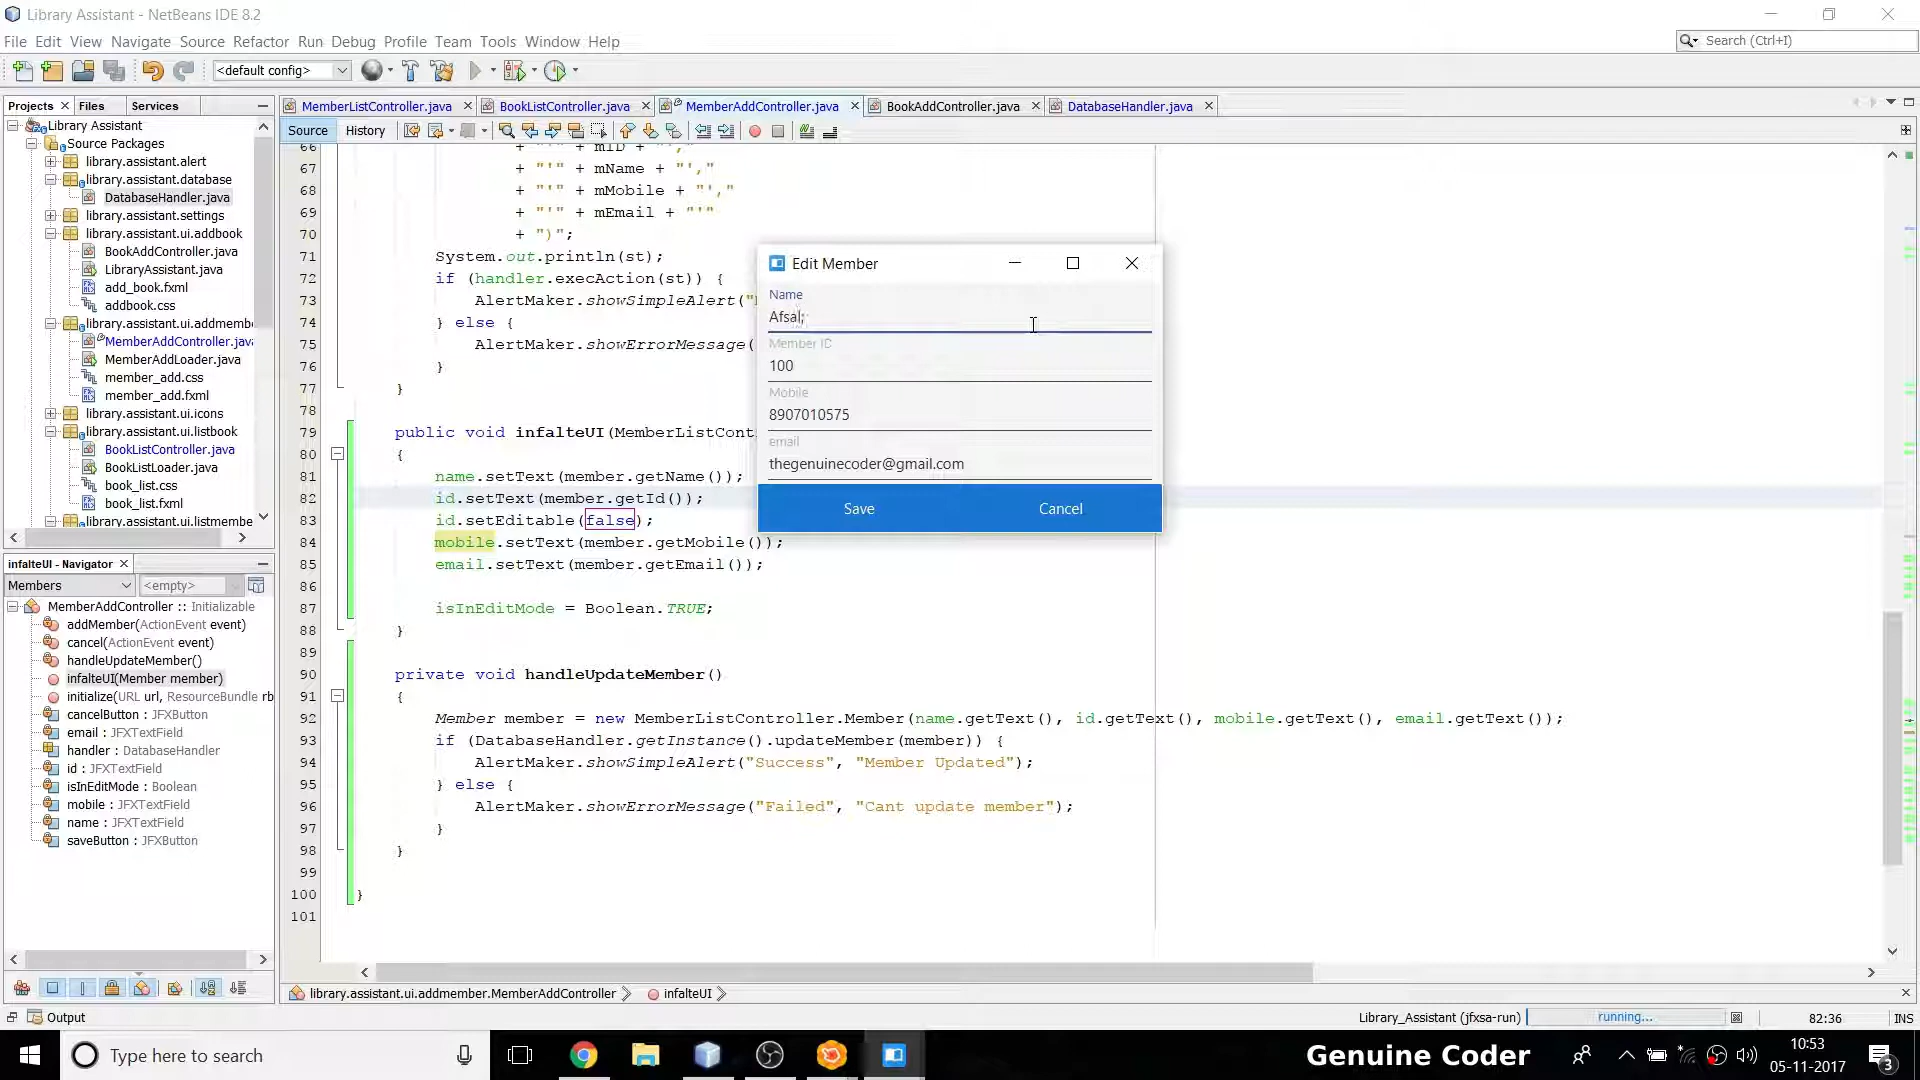 Library Assistant - NetBeans IDE 8.2
File Edit View Navigate Source Refactor Run Debug Profile Team Tools Window Help
Search (Ctrl+I)
<default config>
Projects Files Services
MemberListController.java BookListController.java MemberAddController.java BookAddController.java DatabaseHandler.java
Source History
Library Assistant
Source Packages
library.assistant.alert
library.assistant.database
DatabaseHandler.java
library.assistant.settings
library.assistant.ui.addbook
BookAddController.java
LibraryAssistant.java
add_book.fxml
addbook.css
library.assistant.ui.addmembe
MemberAddController.java
MemberAddLoader.java
member_add.css
member_add.fxml
library.assistant.ui.icons
library.assistant.ui.listbook
BookListController.java
BookListLoader.java
book_list.css
book_list.fxml
library.assistant.ui.listmembe
infalteUI - Navigator
Members <empty>
MemberAddController :: Initializable
addMember(ActionEvent event)
cancel(ActionEvent event)
handleUpdateMember()
infalteUI(Member member)
initialize(URL url, ResourceBundle rb
cancelButton : JFXButton
email : JFXTextField
handler : DatabaseHandler
id : JFXTextField
isInEditMode : Boolean
mobile : JFXTextField
name : JFXTextField
saveButton : JFXButton
66 + "'" + mID + "',"
67 + "'" + mName + "',"
68 + "'" + mMobile + "',"
69 + "'" + mEmail + "'"
70 + ")";
71 System.out.println(st);
72 if (handler.execAction(st)) {
73 AlertMaker.showSimpleAlert("
74 } else {
75 AlertMaker.showErrorMessage(
76 }
77 }
78
79 public void infalteUI(MemberListCont
80 {
81 name.setText(member.getName());
82 id.setText(member.getId());
83 id.setEditable(false);
84 mobile.setText(member.getMobile());
85 email.setText(member.getEmail());
86
87 isInEditMode = Boolean.TRUE;
88 }
89
90 private void handleUpdateMember()
91 {
92 Member member = new MemberListController.Member(name.getText(), id.getText(), mobile.getText(), email.getText());
93 if (DatabaseHandler.getInstance().updateMember(member)) {
94 AlertMaker.showSimpleAlert("Success", "Member Updated");
95 } else {
96 AlertMaker.showErrorMessage("Failed", "Cant update member");
97 }
98 }
99
100 }
101
Edit Member
Name
Afsal;
Member ID
100
Mobile
8907010575
email
thegenuinecoder@gmail.com
Save Cancel
library.assistant.ui.addmember.MemberAddController infalteUI
Output
Library_Assistant (jfxsa-run) running... 82:36 INS
Type here to search
Genuine Coder
10:53
05-11-2017
3